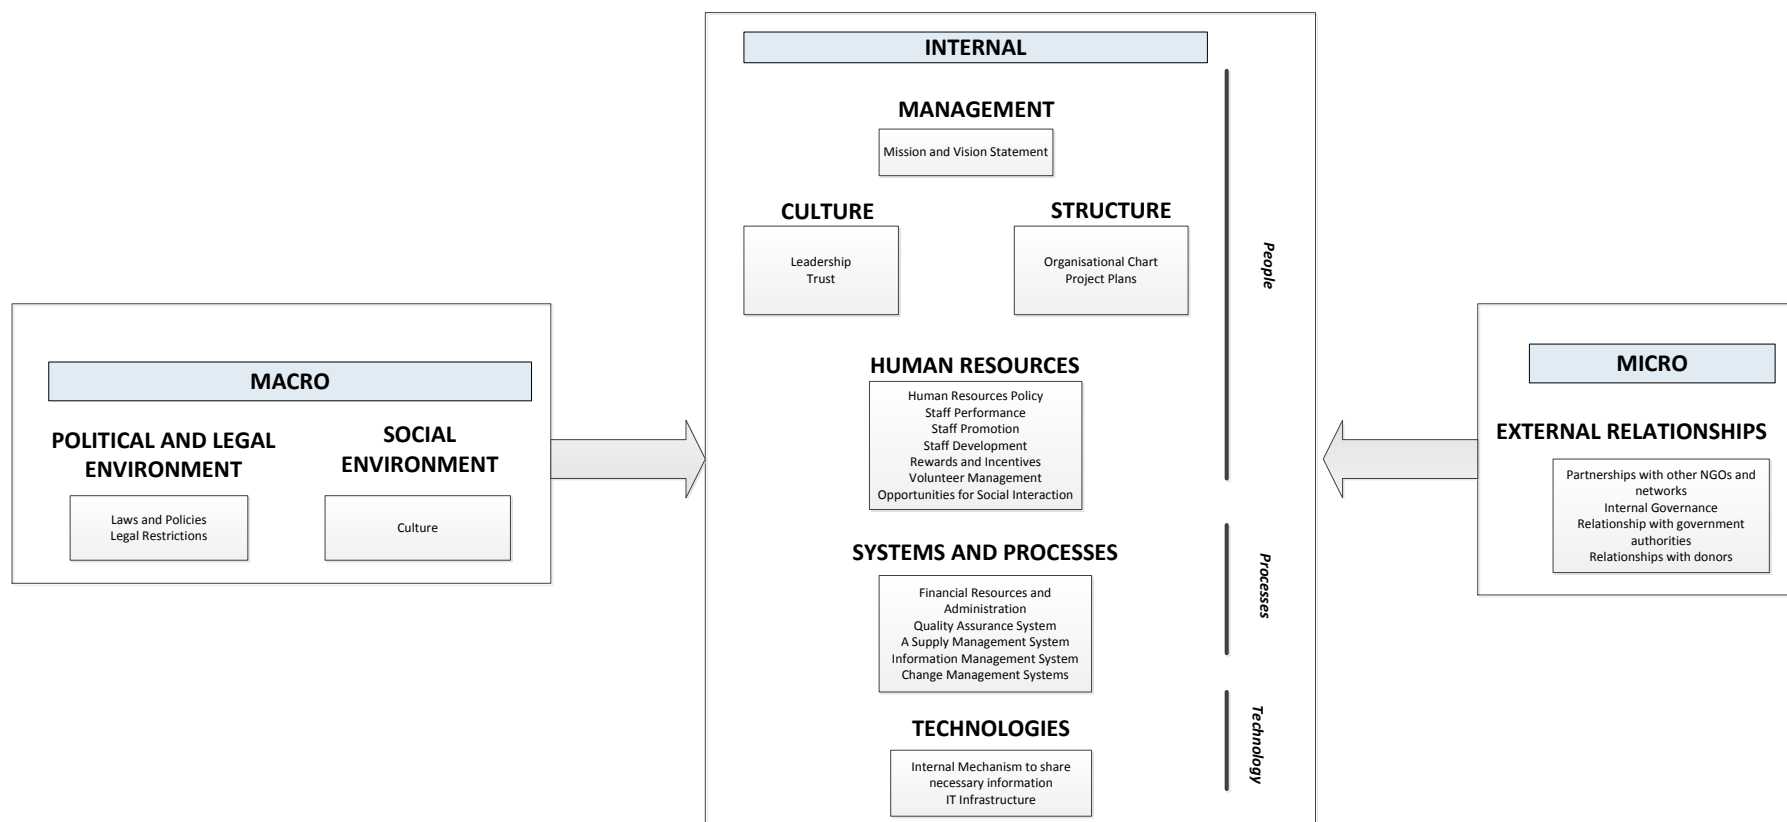 MACRO
POLITICAL AND LEGAL
ENVIRONMENT
Laws and Policies
Legal Restrictions
SOCIAL
ENVIRONMENT
Culture
INTERNAL
MANAGEMENT
Mission and Vision Statement
CULTURE
Leadership
Trust
STRUCTURE
Organisational Chart
Project Plans
HUMAN RESOURCES
Human Resources Policy
Staff Performance
Staff Promotion
Staff Development
Rewards and Incentives
Volunteer Management
Opportunities for Social Interaction
People
SYSTEMS AND PROCESSES
Financial Resources and
Administration
Quality Assurance System
A Supply Management System
Information Management System
Change Management Systems
Processes
TECHNOLOGIES
Internal Mechanism to share
necessary information
IT Infrastructure
Technology
MICRO
EXTERNAL RELATIONSHIPS
Partnerships with other NGOs and
networks
Internal Governance
Relationship with government
authorities
Relationships with donors